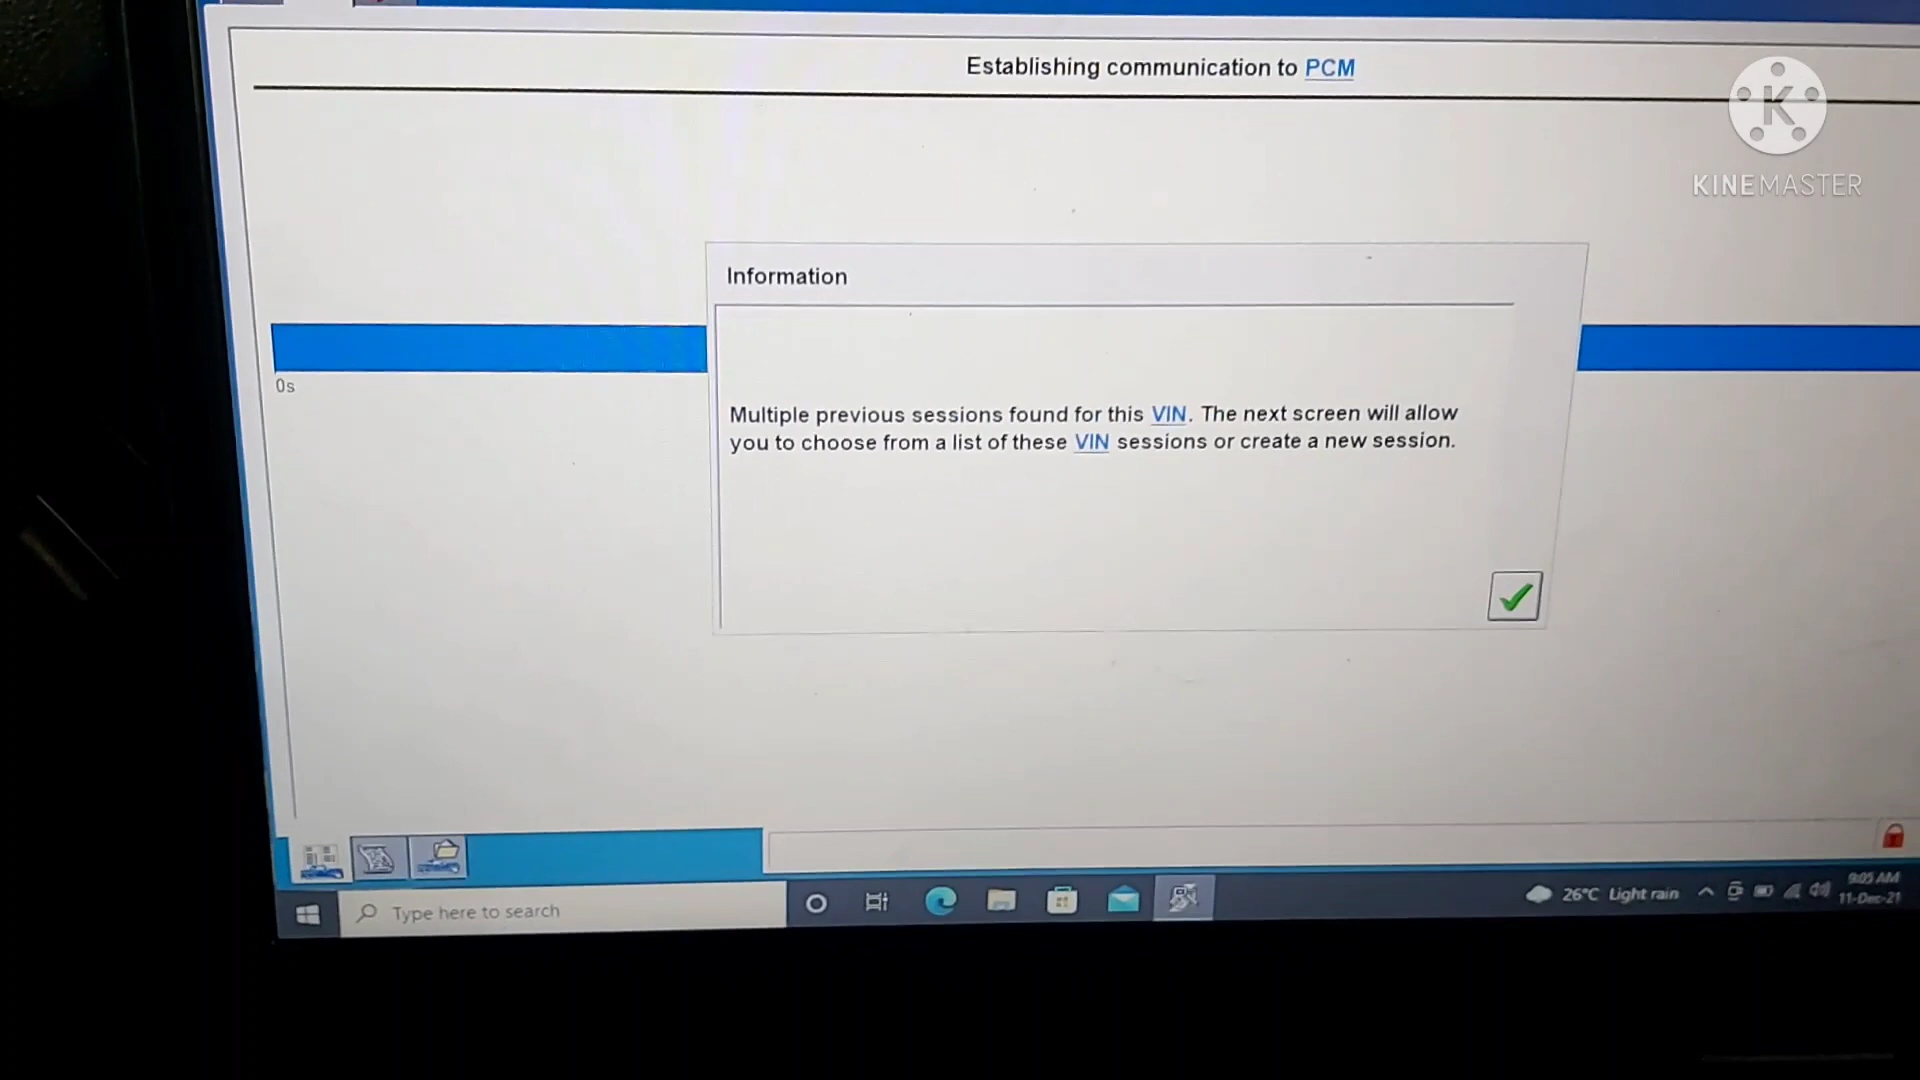 Establishing communication to PCM
KINEMASTER
Information
0s
Multiple previous sessions found for this VIN. The next screen will allow
you to choose from a list of these VIN sessions or create a new session.
Type here to search
26°C Light rain
9:05 AM
11-Dec-21